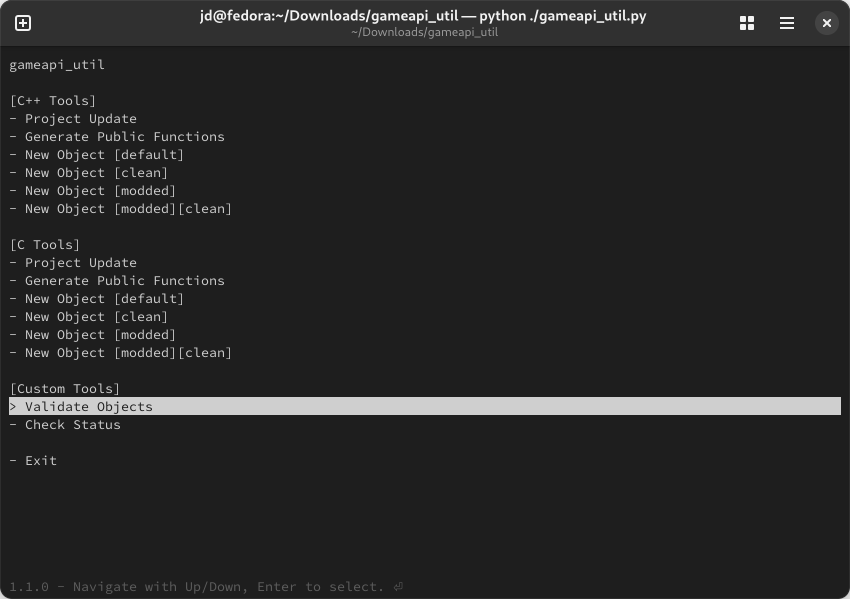 jd@fedora:~/Downloads/gameapi_util — python ./gameapi_util.py
~/Downloads/gameapi_util
gameapi_util
[C++ Tools]
- Project Update
- Generate Public Functions
- New Object [default]
- New Object [clean]
- New Object [modded]
- New Object [modded][clean]
[C Tools]
- Project Update
- Generate Public Functions
- New Object [default]
- New Object [clean]
- New Object [modded]
- New Object [modded][clean]
[Custom Tools]
> Validate Objects
- Check Status
- Exit
1.1.0 - Navigate with Up/Down, Enter to select. ⏎